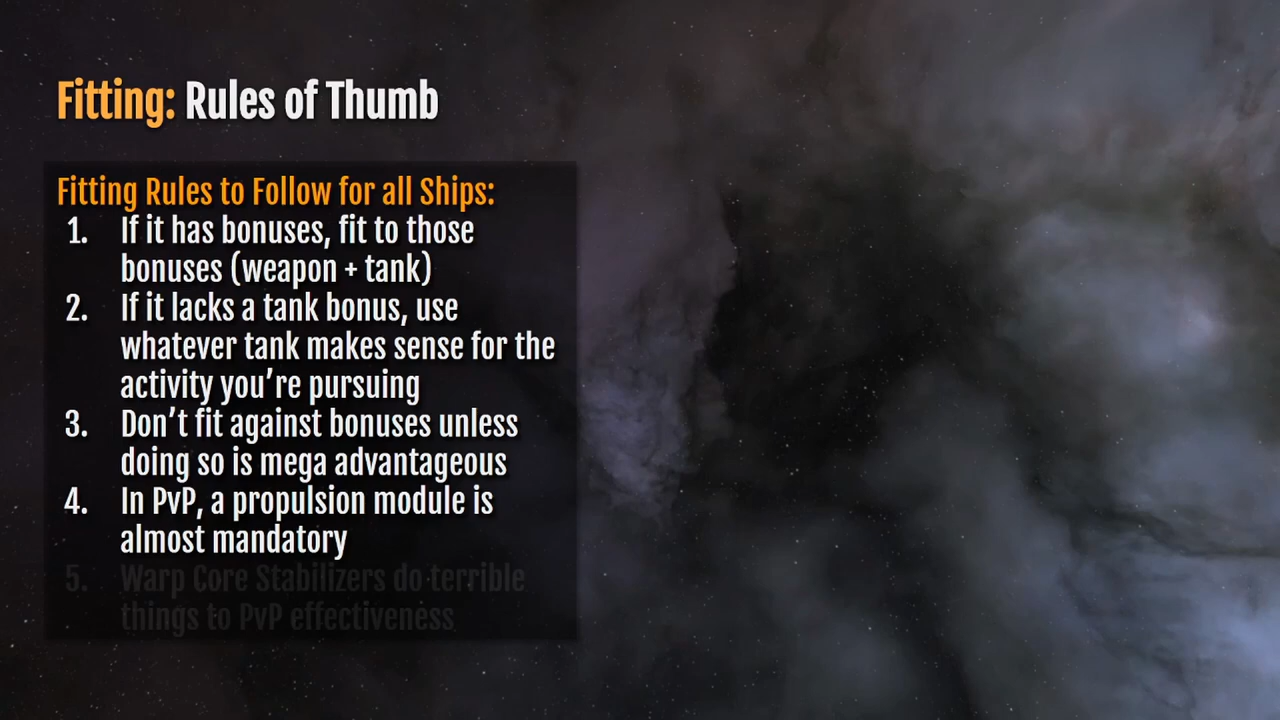 Fitting: Rules of Thumb
Fitting Rules to Follow for all Ships:
1. If it has bonuses, fit to those
bonuses (weapon + tank)
2. If it lacks a tank bonus, use
whatever tank makes sense for the
activity you’re pursuing
3. Don’t fit against bonuses unless
doing so is mega advantageous
4. In PvP, a propulsion module is
almost mandatory
5. Warp Core Stabilizers do terrible
things to PvP effectiveness